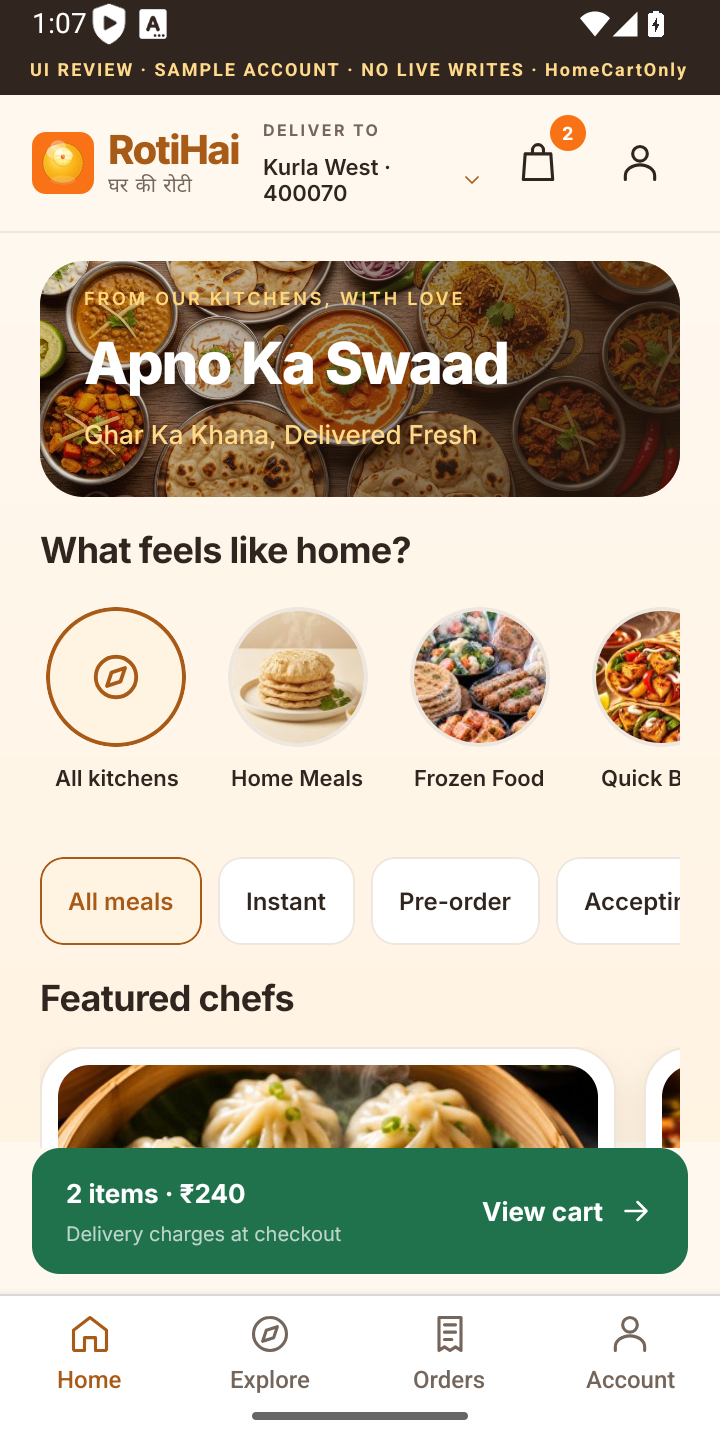 1:07
UI REVIEW · SAMPLE ACCOUNT · NO LIVE WRITES · HomeCartOnly
RotiHai
घर की रोटी
DELIVER TO
Kurla West ·
400070
2
FROM OUR KITCHENS, WITH LOVE
Apno Ka Swaad
Ghar Ka Khana, Delivered Fresh
What feels like home?
All kitchens
Home Meals
Frozen Food
Quick B
All meals
Instant
Pre-order
Accepti
Featured chefs
2 items · ₹240
Delivery charges at checkout
View cart
Home
Explore
Orders
Account